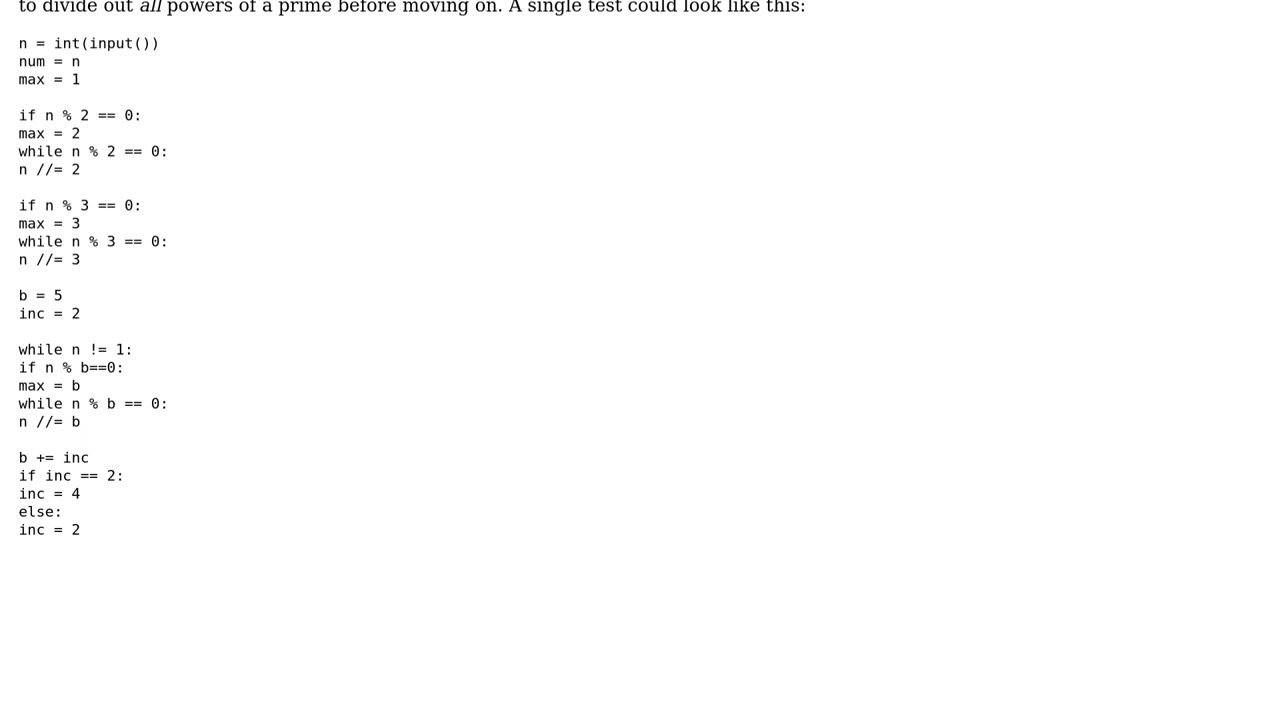 to divide out all powers of a prime before moving on. A single test could look like this:
n = int(input())
num = n
max = 1
if n % 2 == 0:
max = 2
while n % 2 == 0:
n //= 2
if n % 3 == 0:
max = 3
while n % 3 == 0:
n //= 3
b = 5
inc = 2
while n != 1:
if n % b==0:
max = b
while n % b == 0:
n //= b
b += inc
if inc == 2:
inc = 4
else:
inc = 2